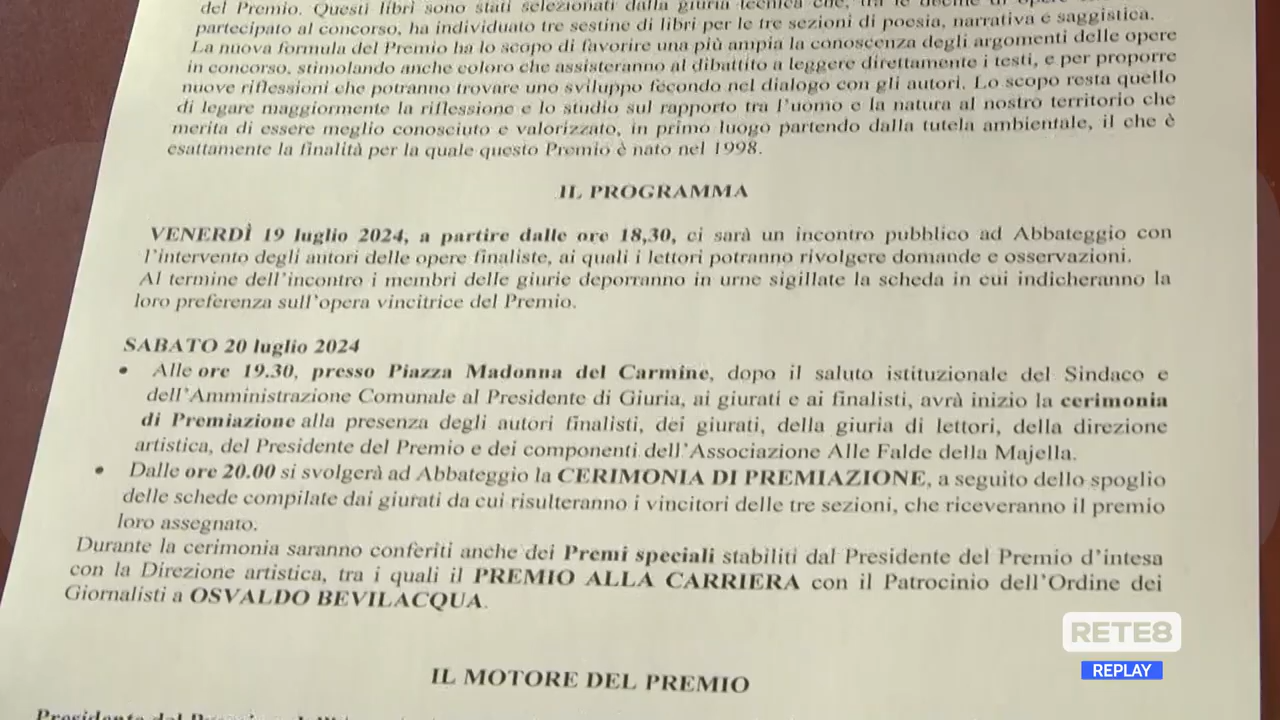 del Premio. Questi libri sono stati selezionati dalla giuria tecnica che, tra le decine di opere
partecipato al concorso, ha individuato tre sestine di libri per le tre sezioni di poesia, narrativa e saggistica.
La nuova formula del Premio ha lo scopo di favorire una più ampia la conoscenza degli argomenti delle opere
in concorso, stimolando anche coloro che assisteranno al dibattito a leggere direttamente i testi, e per proporre
nuove riflessioni che potranno trovare uno sviluppo fecondo nel dialogo con gli autori. Lo scopo resta quello
di legare maggiormente la riflessione e lo studio sul rapporto tra l'uomo e la natura al nostro territorio che
merita di essere meglio conosciuto e valorizzato, in primo luogo partendo dalla tutela ambientale, il che è
esattamente la finalità per la quale questo Premio è nato nel 1998.
IL PROGRAMMA
VENERDÌ 19 luglio 2024, a partire dalle ore 18,30, ci sarà un incontro pubblico ad Abbateggio con
l'intervento degli autori delle opere finaliste, ai quali i lettori potranno rivolgere domande e osservazioni.
Al termine dell'incontro i membri delle giurie deporranno in urne sigillate la scheda in cui indicheranno la
loro preferenza sull'opera vincitrice del Premio.
SABATO 20 luglio 2024
• Alle ore 19.30, presso Piazza Madonna del Carmine, dopo il saluto istituzionale del Sindaco e
dell'Amministrazione Comunale al Presidente di Giuria, ai giurati e ai finalisti, avrà inizio la cerimonia
di Premiazione alla presenza degli autori finalisti, dei giurati, della giuria di lettori, della direzione
artistica, del Presidente del Premio e dei componenti dell'Associazione Alle Falde della Majella.
• Dalle ore 20.00 si svolgerà ad Abbateggio la CERIMONIA DI PREMIAZIONE, a seguito dello spoglio
delle schede compilate dai giurati da cui risulteranno i vincitori delle tre sezioni, che riceveranno il premio
loro assegnato.
Durante la cerimonia saranno conferiti anche dei Premi speciali stabiliti dal Presidente del Premio d'intesa
con la Direzione artistica, tra i quali il PREMIO ALLA CARRIERA con il Patrocinio dell'Ordine dei
Giornalisti a OSVALDO BEVILACQUA.
RETE8
REPLAY
IL MOTORE DEL PREMIO